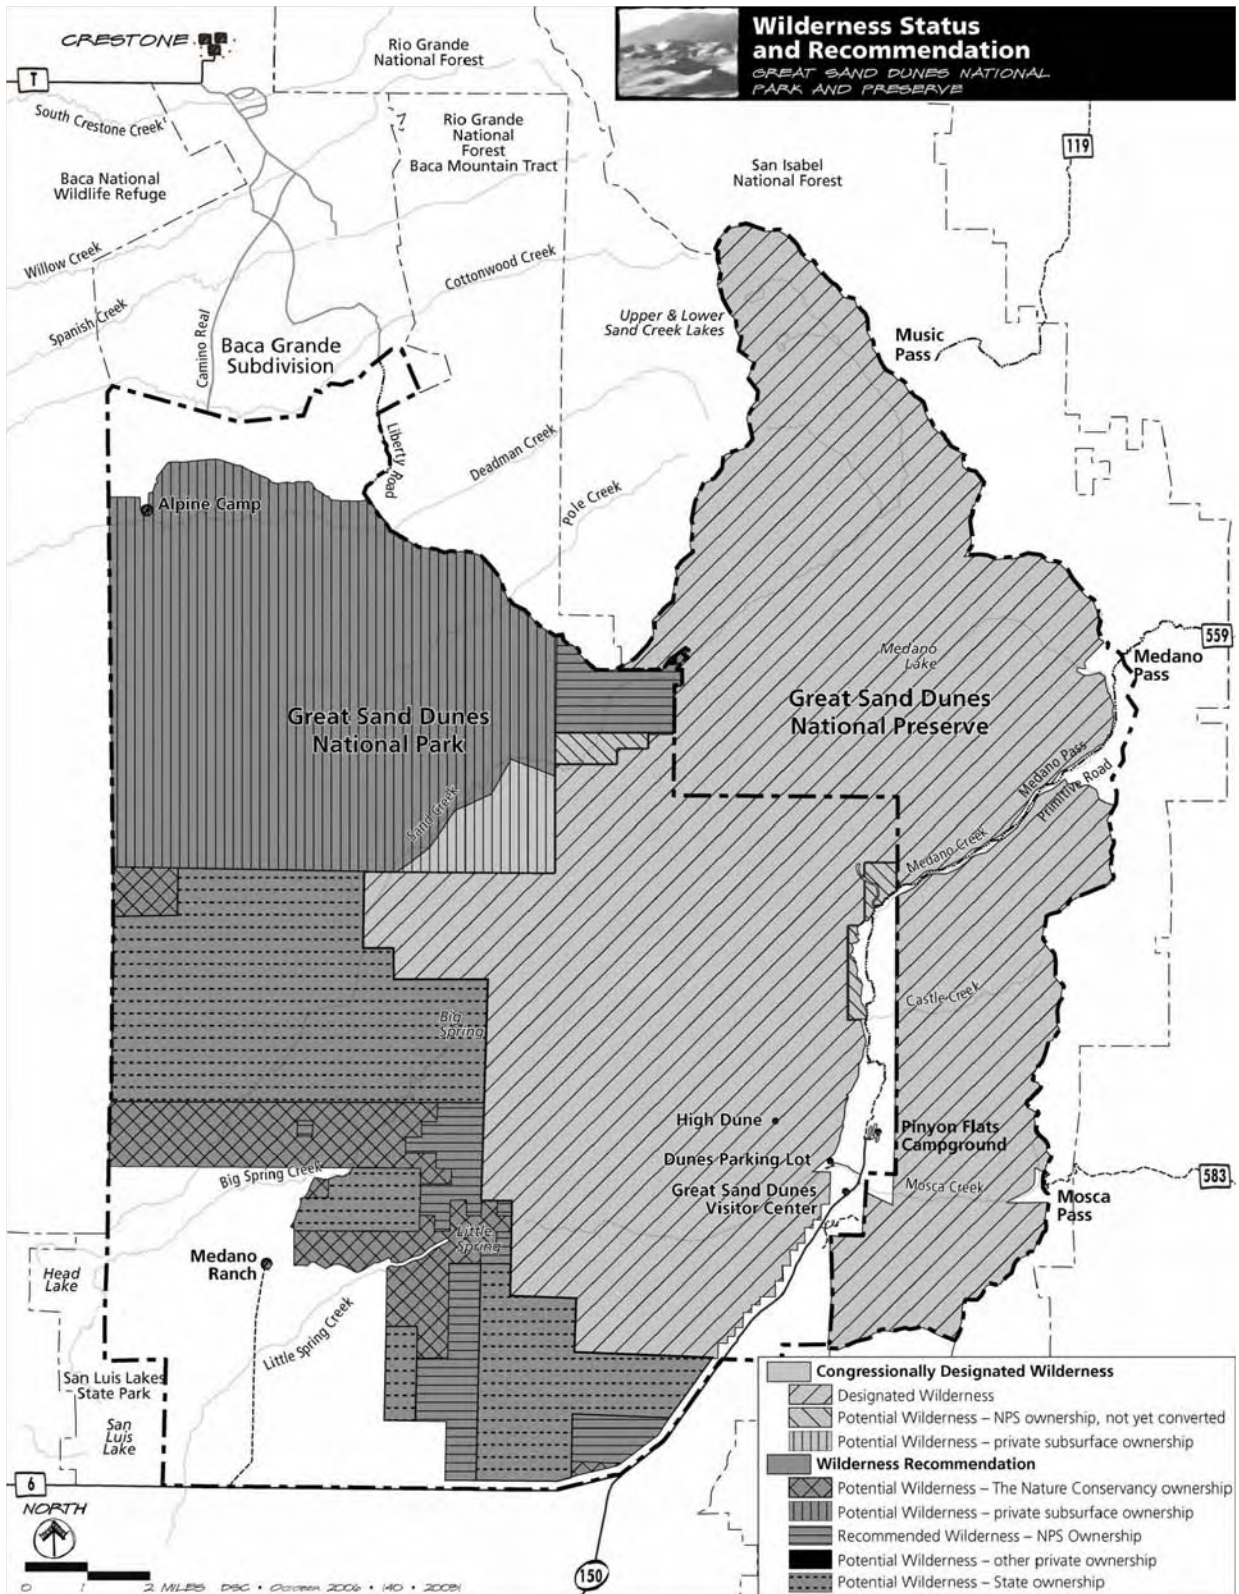 Wilderness Status
and Recommendation
GREAT SAND DUNES NATIONAL
PARK AND PRESERVE
CRESTONE
T
Rio Grande
National Forest
South Crestone Creek
Rio Grande
National
Forest
Baca Mountain Tract
119
San Isabel
National Forest
Baca National
Wildlife Refuge
Willow Creek
Cottonwood Creek
Spanish Creek
Camino Real
Upper & Lower
Sand Creek Lakes
Music
Pass
Baca Grande
Subdivision
Liberty Road
Deadman Creek
Pole Creek
Alpine Camp
559
Medano
Lake
Medano
Pass
Great Sand Dunes
National Park
Great Sand Dunes
National Preserve
Medano Pass
Primitive Road
Sand Creek
Medano Creek
Castle Creek
Big
Spring
High Dune
Pinyon Flats
Campground
Dunes Parking Lot
Big Spring Creek
Great Sand Dunes
Visitor Center
Mosca Creek
583
Mosca
Pass
Little
Spring
Medano
Ranch
Head
Lake
Little Spring Creek
San Luis Lakes
State Park
San
Luis
Lake
6
Congressionally Designated Wilderness
Designated Wilderness
Potential Wilderness – NPS ownership, not yet converted
Potential Wilderness – private subsurface ownership
Wilderness Recommendation
Potential Wilderness – The Nature Conservancy ownership
Potential Wilderness – private subsurface ownership
Recommended Wilderness – NPS Ownership
Potential Wilderness – other private ownership
Potential Wilderness – State ownership
NORTH
0 1 2 MILES DSC • October 2006 • 140 • 20031
150